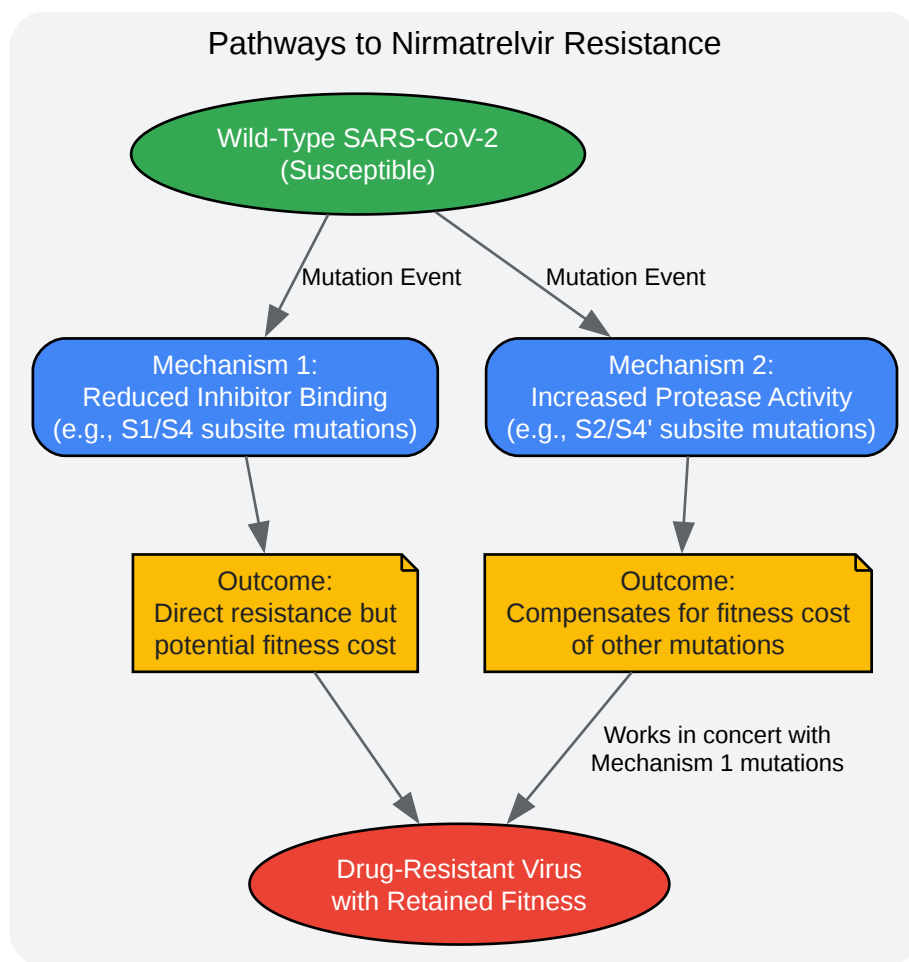 Pathways to Nirmatrelvir Resistance
Wild-Type SARS-CoV-2
(Susceptible)
Mutation Event
Mutation Event
Mechanism 1:
Reduced Inhibitor Binding
(e.g., S1/S4 subsite mutations)
Mechanism 2:
Increased Protease Activity
(e.g., S2/S4' subsite mutations)
Outcome:
Direct resistance but
potential fitness cost
Outcome:
Compensates for fitness cost
of other mutations
Works in concert with
Mechanism 1 mutations
Drug-Resistant Virus
with Retained Fitness